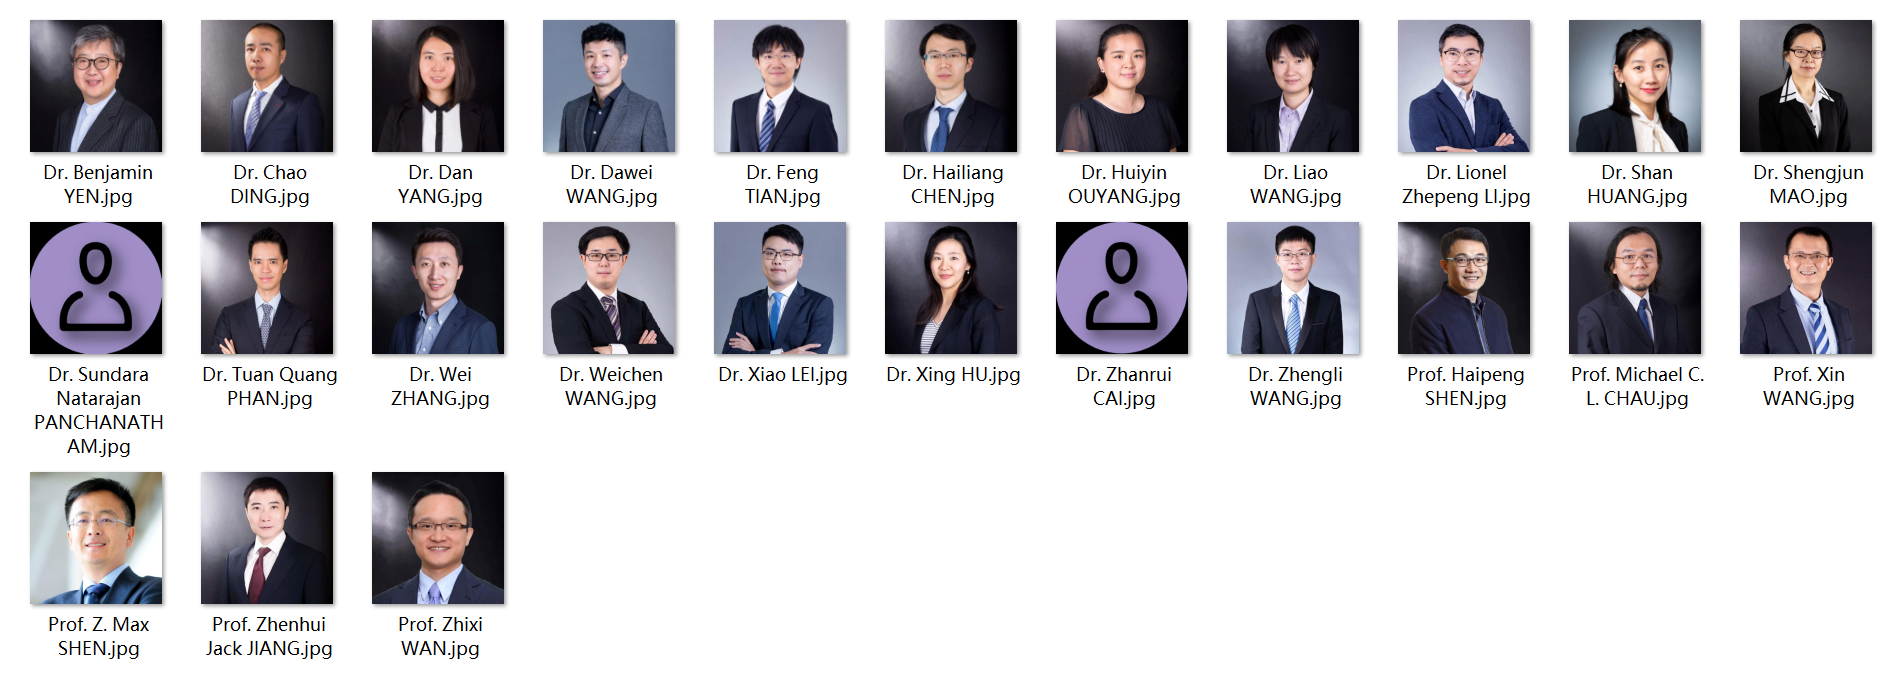 Dr. Benjamin
YEN.jpg
Dr. Chao
DING.jpg
Dr. Dan
YANG.jpg
Dr. Dawei
WANG.jpg
Dr. Feng
TIAN.jpg
Dr. Hailiang
CHEN.jpg
Dr. Huiyin
OUYANG.jpg
Dr. Liao
WANG.jpg
Dr. Lionel
Zhepeng LI.jpg
Dr. Shan
HUANG.jpg
Dr. Shengjun
MAO.jpg
Dr. Sundara
Natarajan
PANCHANATH
AM.jpg
Dr. Tuan Quang
PHAN.jpg
Dr. Wei
ZHANG.jpg
Dr. Weichen
WANG.jpg
Dr. Xiao LEI.jpg
Dr. Xing HU.jpg
Dr. Zhanrui
CAI.jpg
Dr. Zhengli
WANG.jpg
Prof. Haipeng
SHEN.jpg
Prof. Michael C.
L. CHAU.jpg
Prof. Xin
WANG.jpg
Prof. Z. Max
SHEN.jpg
Prof. Zhenhui
Jack JIANG.jpg
Prof. Zhixi
WAN.jpg